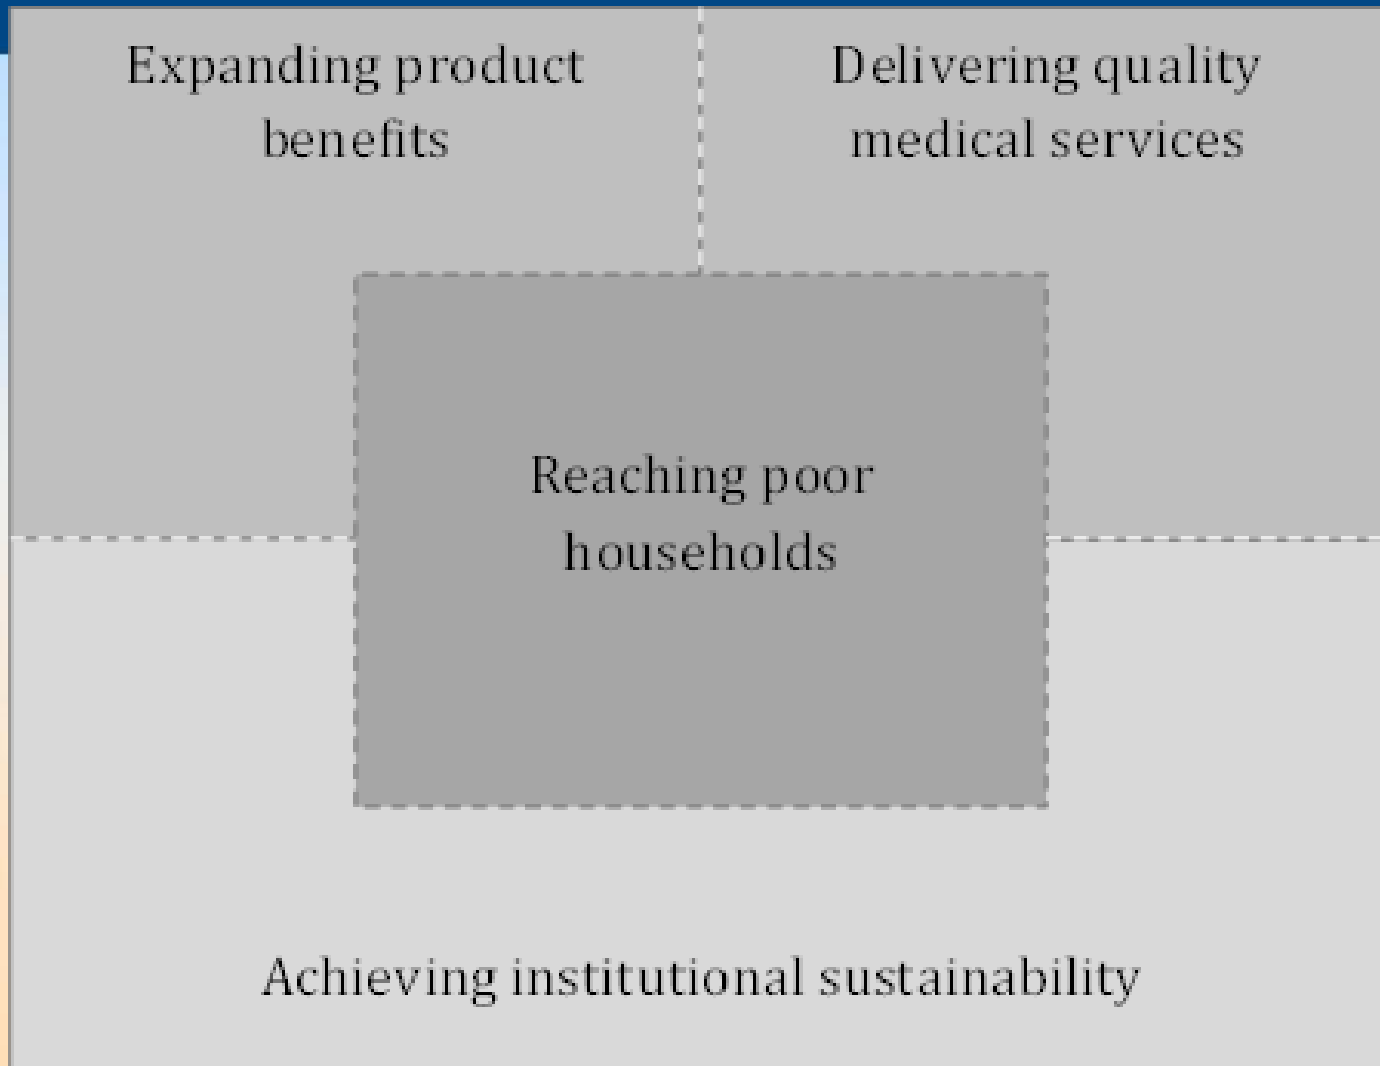 Expanding product
benefits
Delivering quality
medical services
Reaching poor
households
Achieving institutional sustainability